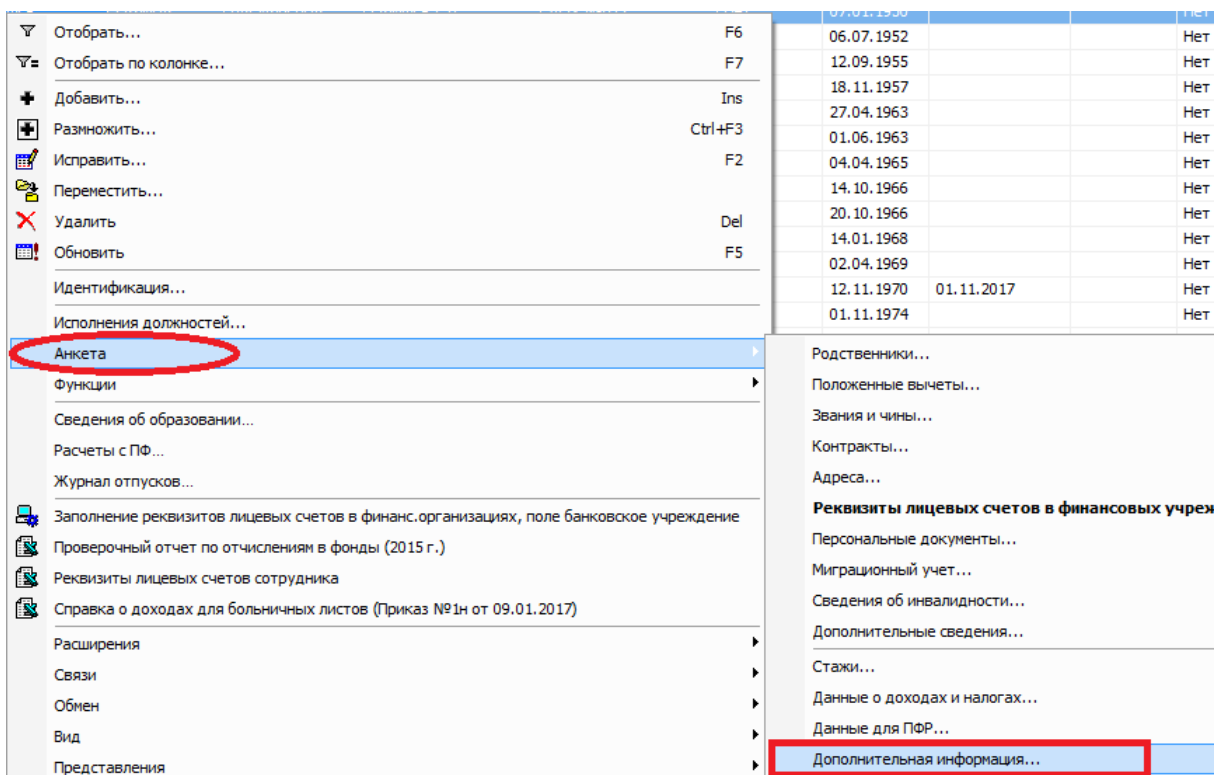 07.01.1950 Нет
Отобрать... F6 06.07.1952 Нет
Отобрать по колонке... F7 12.09.1955 Нет
18.11.1957 Нет
Добавить... Ins
27.04.1963 Нет
Размножить... Ctrl+F3 01.06.1963 Нет
Исправить... F2 04.04.1965 Нет
Переместить... 14.10.1966 Нет
20.10.1966 Нет
Удалить Del
14.01.1968 Нет
Обновить F5 02.04.1969 Нет
Идентификация... 12.11.1970 01.11.2017 Нет
Исполнения должностей... 01.11.1974 Нет
Анкета Родственники...
Функции Положенные вычеты...
Сведения об образовании... Звания и чины...
Расчеты с ПФ... Контракты...
Журнал отпусков... Адреса...
Заполнение реквизитов лицевых счетов в финанс.организациях, поле банковское учреждение Реквизиты лицевых счетов в финансовых учреж
Проверочный отчет по отчислениям в фонды (2015 г.) Персональные документы...
Реквизиты лицевых счетов сотрудника Миграционный учет...
Справка о доходах для больничных листов (Приказ №1н от 09.01.2017) Сведения об инвалидности...
Расширения Дополнительные сведения...
Связи Стажи...
Обмен Данные о доходах и налогах...
Вид Данные для ПФР...
Представления Дополнительная информация...